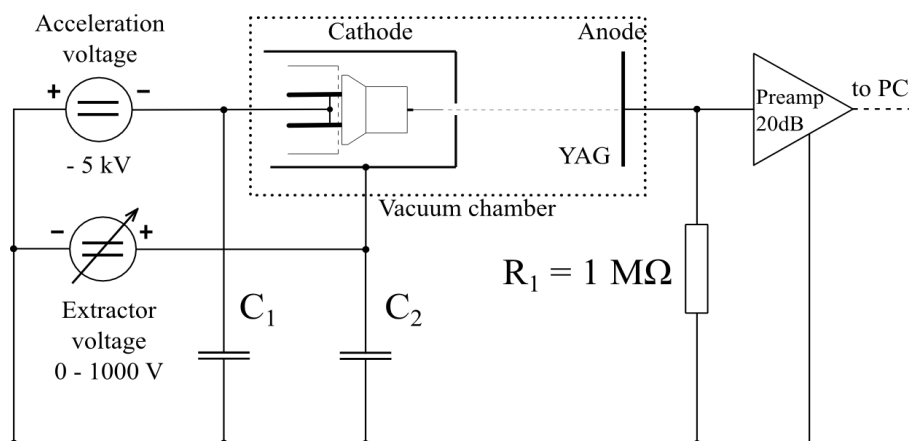 Acceleration
voltage
+ -
- 5 kV
Cathode
Anode
YAG
Vacuum chamber
Preamp
20dB
to PC
- +
Extractor
voltage
0 - 1000 V
C₁
C₂
R₁ = 1 MΩ